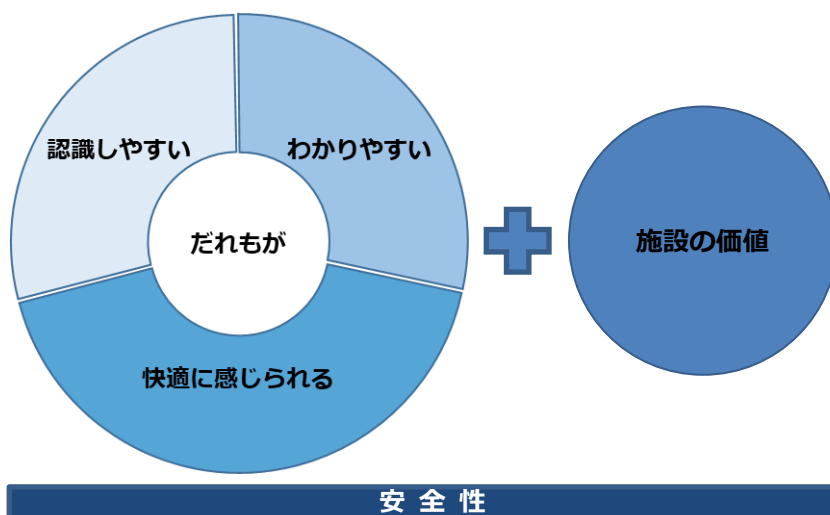 認識しやすい
わかりやすい
だれもが
快適に感じられる
施設の価値
安全性